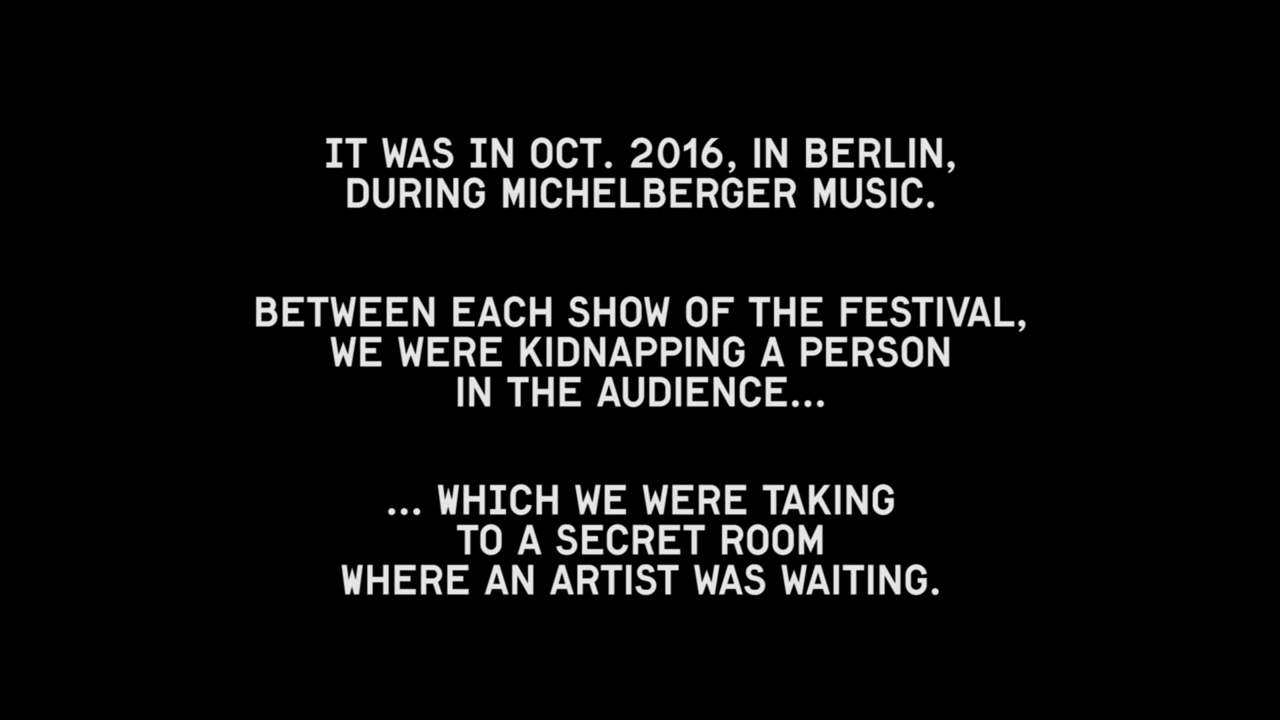 IT WAS IN OCT. 2016, IN BERLIN,
DURING MICHELBERGER MUSIC.
BETWEEN EACH SHOW OF THE FESTIVAL,
WE WERE KIDNAPPING A PERSON
IN THE AUDIENCE...
... WHICH WE WERE TAKING
TO A SECRET ROOM
WHERE AN ARTIST WAS WAITING.